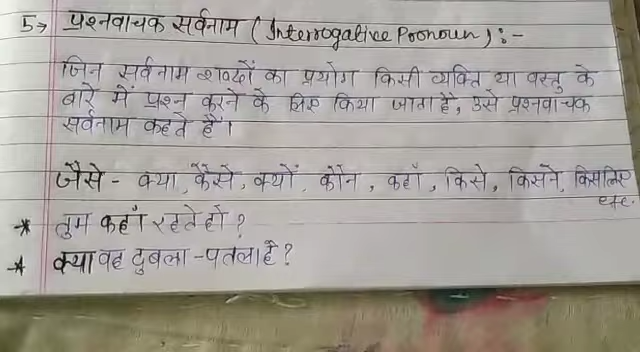 5→ प्रश्नवाचक सर्वनाम (Interrogative Pronoun) :-
जिन सर्वनाम शब्दों का प्रयोग किसी व्यक्ति या वस्तु के
बारे में प्रश्न करने के लिए किया जाता है, उसे प्रश्नवाचक
सर्वनाम कहते हैं।
जैसे - क्या, कैसे, क्यों, कौन, कहाँ, किसे, किसने, किसलिए
etc.
* तुम कहाँ रहते हो?
* क्या वह दुबला - पतला है?